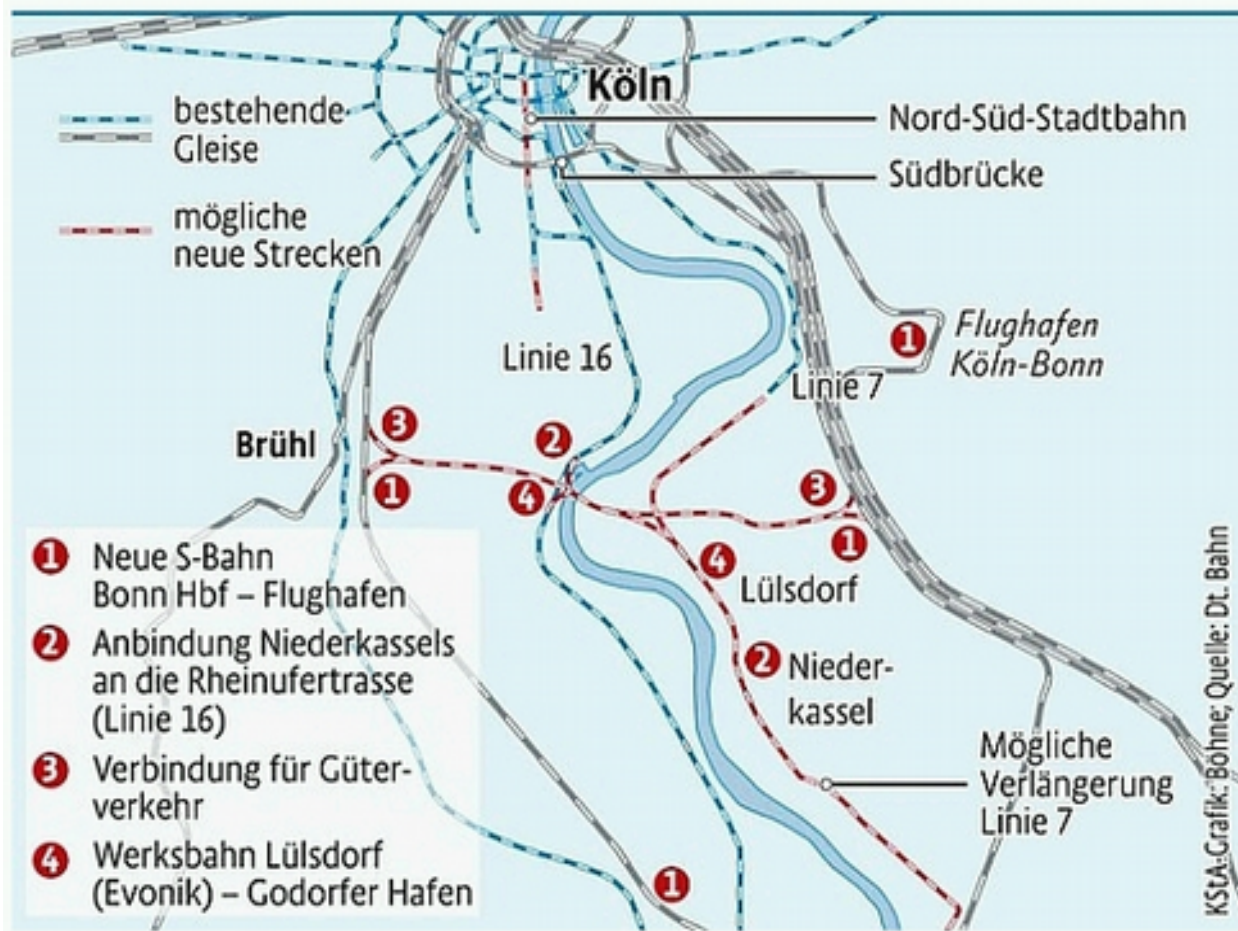 Köln
bestehende
Gleise
Nord-Süd-Stadtbahn
Südbrücke
mögliche
neue Strecken
1
Flughafen
Köln-Bonn
Linie 16
Linie 7
3
Brühl
2
1
4
3
1
4
Lülsdorf
2
Nieder-
kassel
Mögliche
Verlängerung
Linie 7
1
1 Neue S-Bahn
Bonn Hbf – Flughafen
2 Anbindung Niederkassels
an die Rheinufertrasse
(Linie 16)
3 Verbindung für Güter-
verkehr
4 Werksbahn Lülsdorf
(Evonik) – Godorfer Hafen
KStA-Grafik: Böhne; Quelle: Dt. Bahn